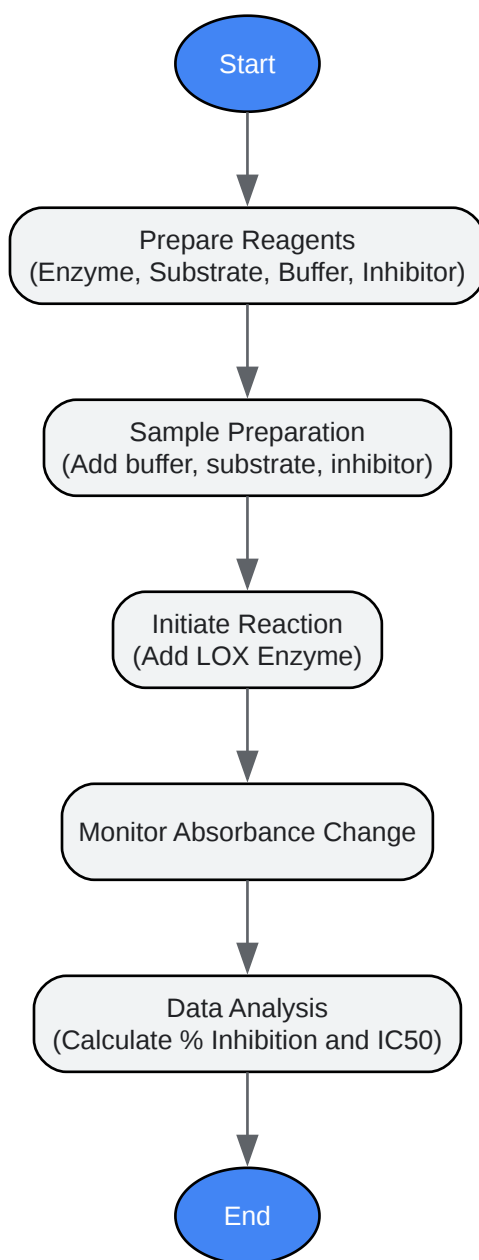 Start
Prepare Reagents
(Enzyme, Substrate, Buffer, Inhibitor)
Sample Preparation
(Add buffer, substrate, inhibitor)
Initiate Reaction
(Add LOX Enzyme)
Monitor Absorbance Change
Data Analysis
(Calculate % Inhibition and IC50)
End